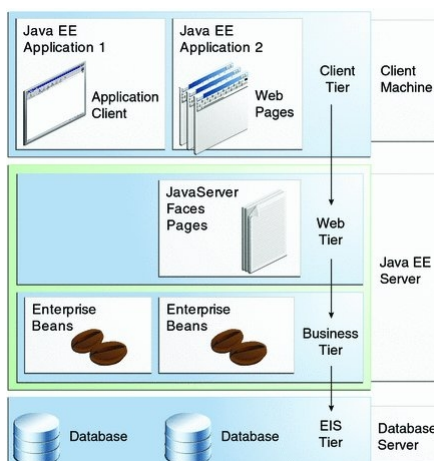 Java EE
Application 1
Java EE
Application 2
Application
Client
Web
Pages
Client
Tier
Client
Machine
JavaServer
Faces
Pages
Web
Tier
Java EE
Server
Enterprise
Beans
Enterprise
Beans
Business
Tier
Database
Database
EIS
Tier
Database
Server